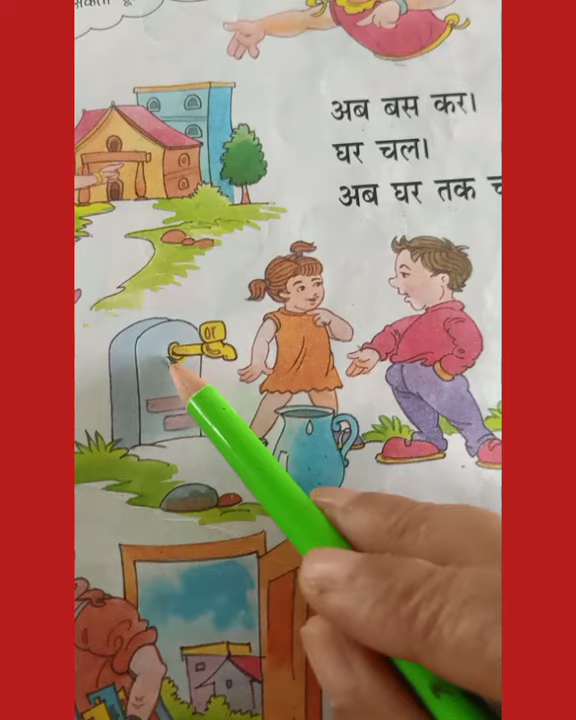 अब बस कर।
घर चल।
अब घर तक